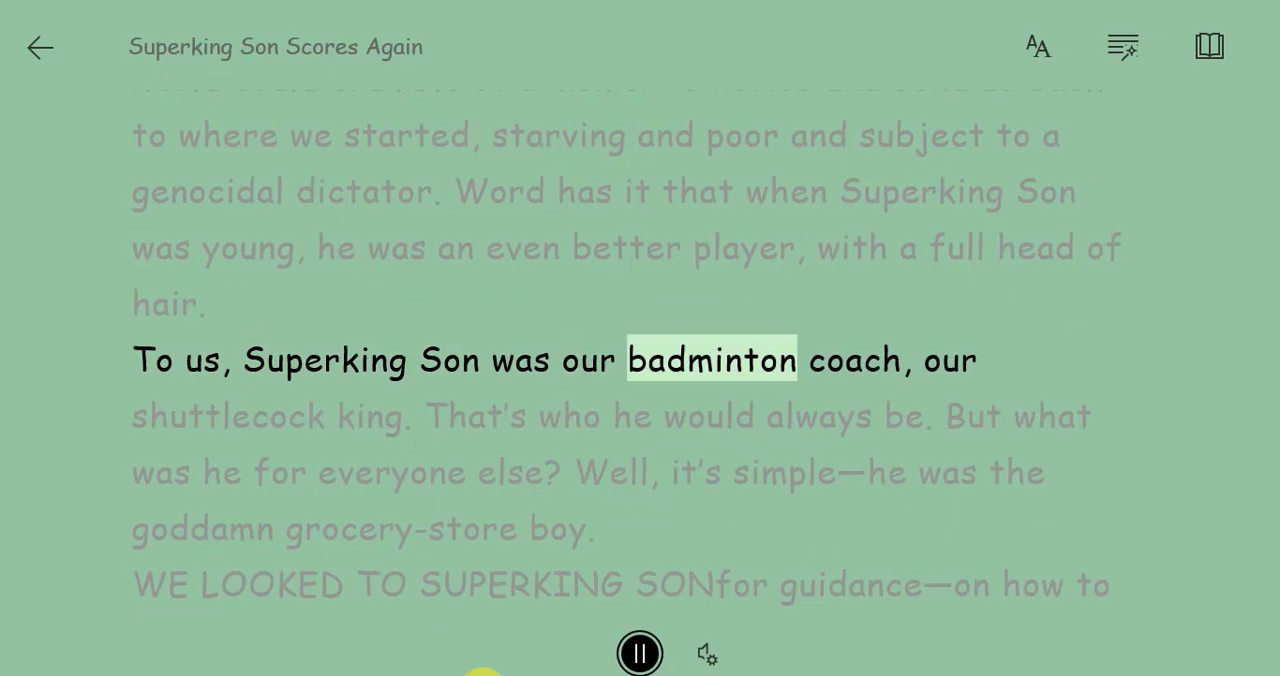 Superking Son Scores Again
to where we started, starving and poor and subject to a
genocidal dictator. Word has it that when Superking Son
was young, he was an even better player, with a full head of
hair.
To us, Superking Son was our badminton coach, our
shuttlecock king. That's who he would always be. But what
was he for everyone else? Well, it's simple—he was the
goddamn grocery-store boy.
WE LOOKED TO SUPERKING SONfor guidance—on how to